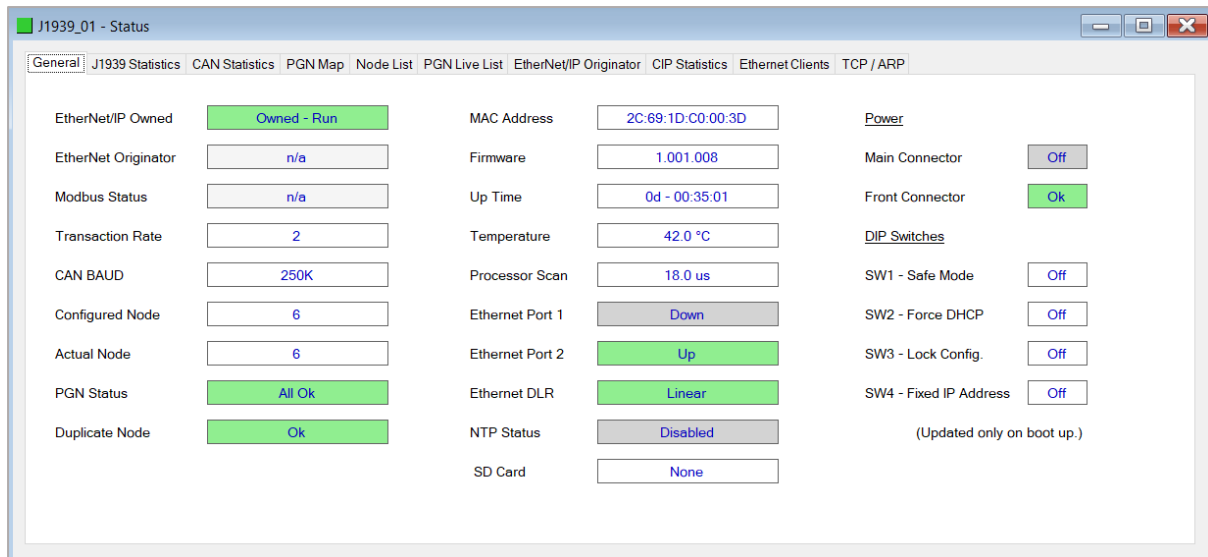 J1939_01 - Status
General J1939 Statistics CAN Statistics PGN Map Node List PGN Live List EtherNet/IP Originator CIP Statistics Ethernet Clients TCP / ARP
EtherNet/IP Owned Owned - Run MAC Address 2C:69:1D:C0:00:3D Power
EtherNet Originator n/a Firmware 1.001.008 Main Connector Off
Modbus Status n/a Up Time 0d - 00:35:01 Front Connector Ok
Transaction Rate 2 Temperature 42.0 °C DIP Switches
CAN BAUD 250K Processor Scan 18.0 us SW1 - Safe Mode Off
Configured Node 6 Ethernet Port 1 Down SW2 - Force DHCP Off
Actual Node 6 Ethernet Port 2 Up SW3 - Lock Config. Off
PGN Status All Ok Ethernet DLR Linear SW4 - Fixed IP Address Off
Duplicate Node Ok NTP Status Disabled (Updated only on boot up.)
SD Card None